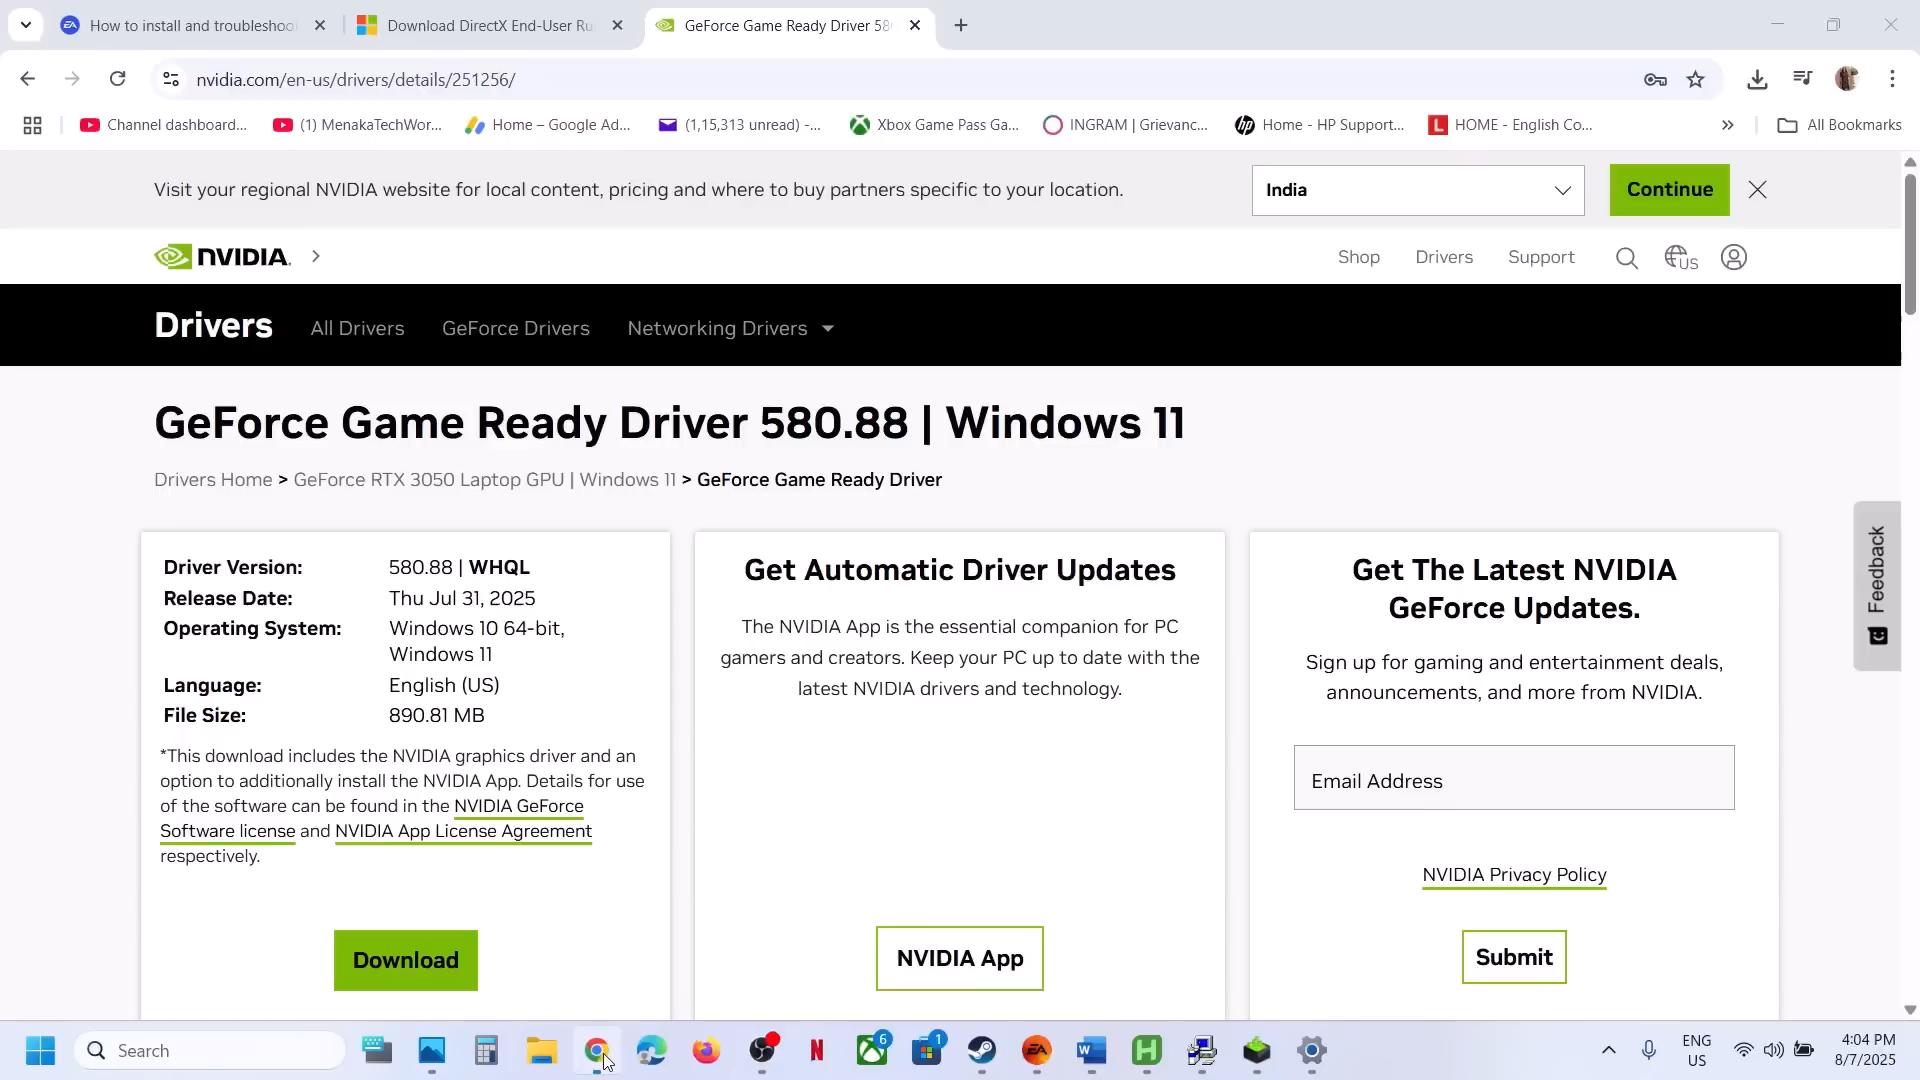 How to install and troubleshoo
Download DirectX End-User Ru
GeForce Game Ready Driver 58
nvidia.com/en-us/drivers/details/251256/
Channel dashboard...
(1) MenakaTechWor...
Home – Google Ad...
(1,15,313 unread) -...
Xbox Game Pass Ga...
INGRAM | Grievanc...
Home - HP Support...
HOME - English Co...
All Bookmarks
Visit your regional NVIDIA website for local content, pricing and where to buy partners specific to your location.
India
Continue
NVIDIA.
Shop
Drivers
Support
US
Drivers
All Drivers
GeForce Drivers
Networking Drivers
GeForce Game Ready Driver 580.88 | Windows 11
Drivers Home > GeForce RTX 3050 Laptop GPU | Windows 11 > GeForce Game Ready Driver
Driver Version: 580.88 | WHQL
Release Date: Thu Jul 31, 2025
Operating System: Windows 10 64-bit,
Windows 11
Language: English (US)
File Size: 890.81 MB
*This download includes the NVIDIA graphics driver and an
option to additionally install the NVIDIA App. Details for use
of the software can be found in the NVIDIA GeForce
Software license and NVIDIA App License Agreement
respectively.
Download
Get Automatic Driver Updates
The NVIDIA App is the essential companion for PC
gamers and creators. Keep your PC up to date with the
latest NVIDIA drivers and technology.
NVIDIA App
Get The Latest NVIDIA
GeForce Updates.
Sign up for gaming and entertainment deals,
announcements, and more from NVIDIA.
Email Address
NVIDIA Privacy Policy
Submit
Feedback
Search
6
1
ENG
US
4:04 PM
8/7/2025